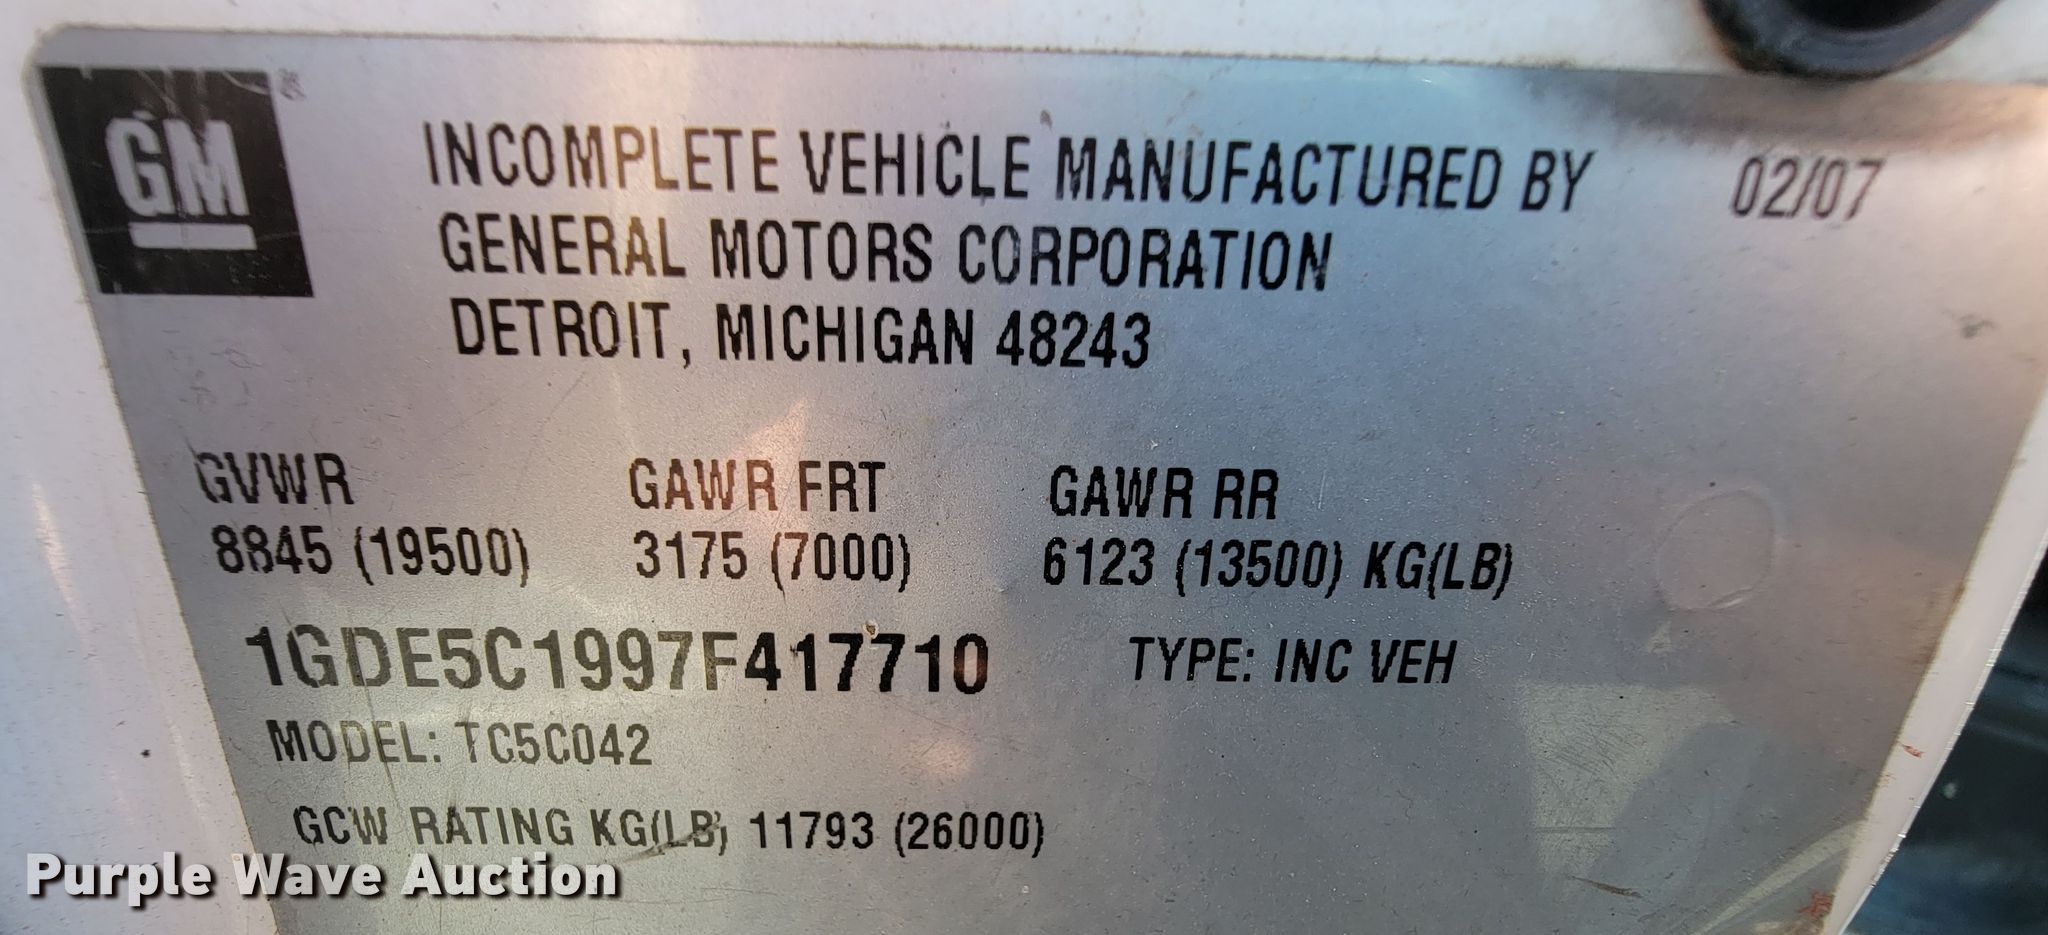 GM
INCOMPLETE VEHICLE MANUFACTURED BY 02/07
GENERAL MOTORS CORPORATION
DETROIT, MICHIGAN 48243
GVWR GAWR FRT GAWR RR
8845 (19500) 3175 (7000) 6123 (13500) KG(LB)
1GDE5C1997F417710 TYPE: INC VEH
MODEL: TC5C042
GCW RATING KG(LB) 11793 (26000)
Purple Wave Auction